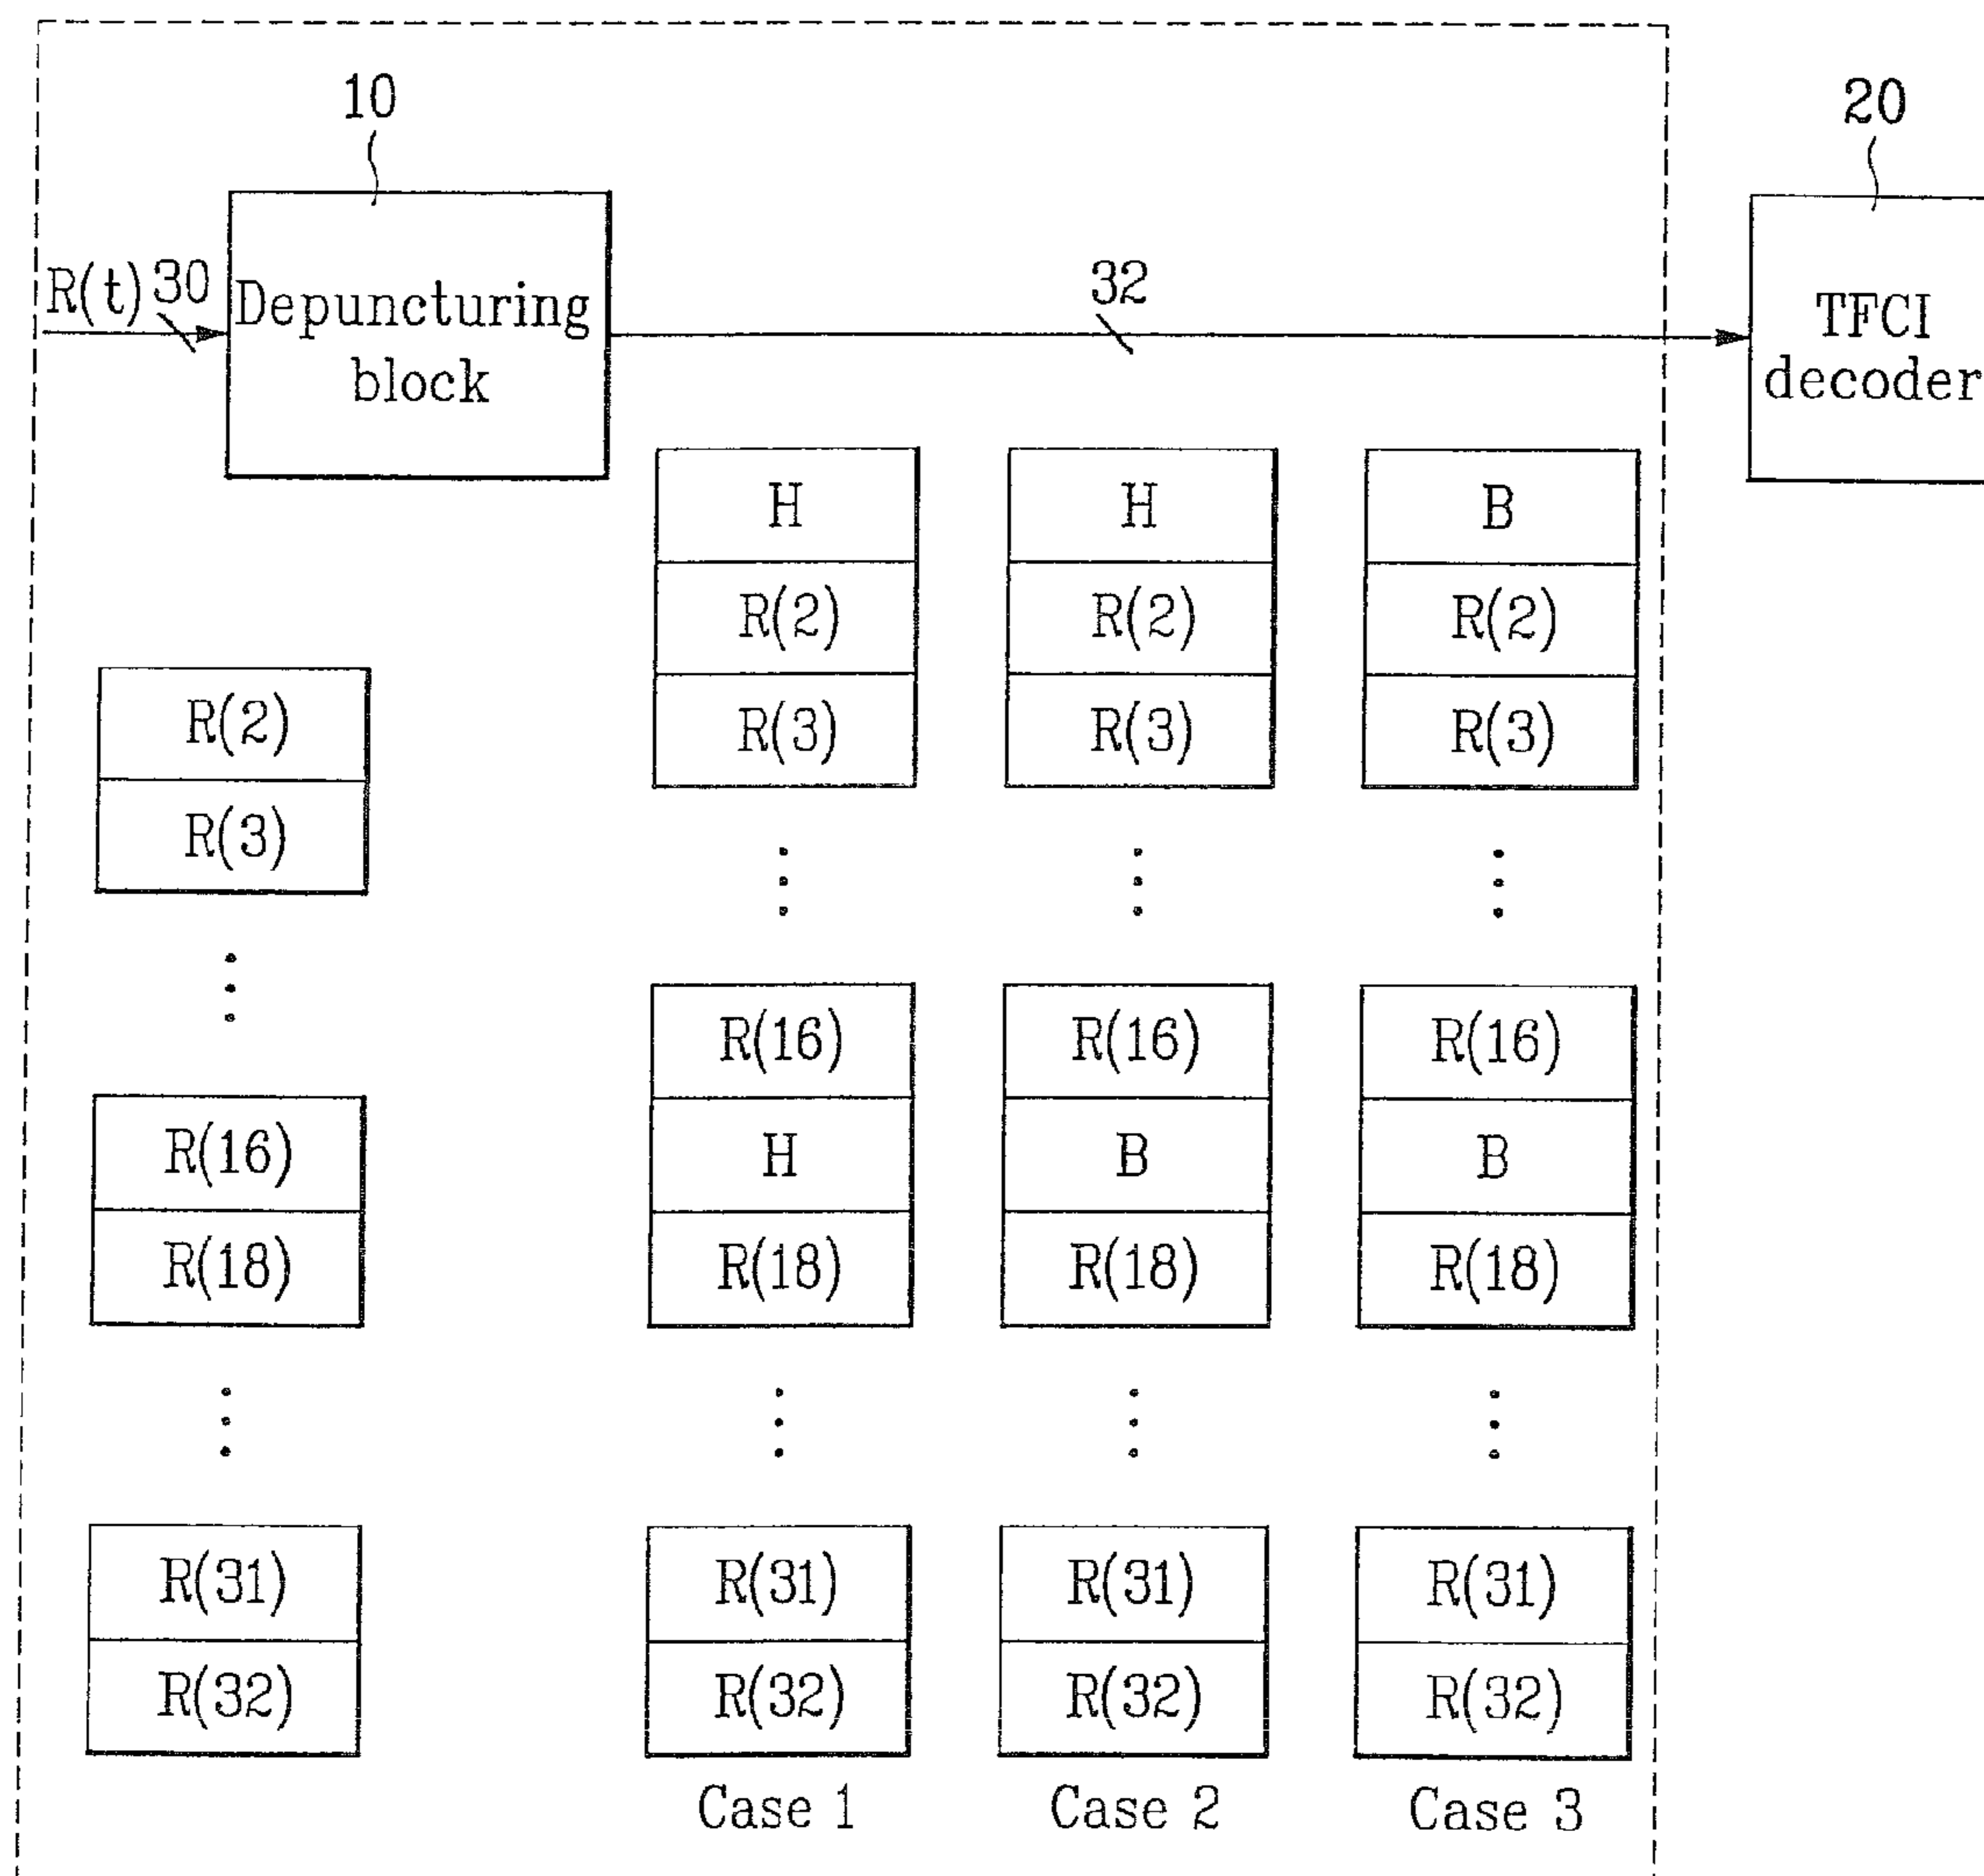 10
20
R(t) 30
Depuncturing
block
32
TFCI
decoder
R(2)
R(3)
R(16)
R(18)
R(31)
R(32)
H
R(2)
R(3)
R(16)
H
R(18)
R(31)
R(32)
Case 1
H
R(2)
R(3)
R(16)
B
R(18)
R(31)
R(32)
Case 2
B
R(2)
R(3)
R(16)
B
R(18)
R(31)
R(32)
Case 3